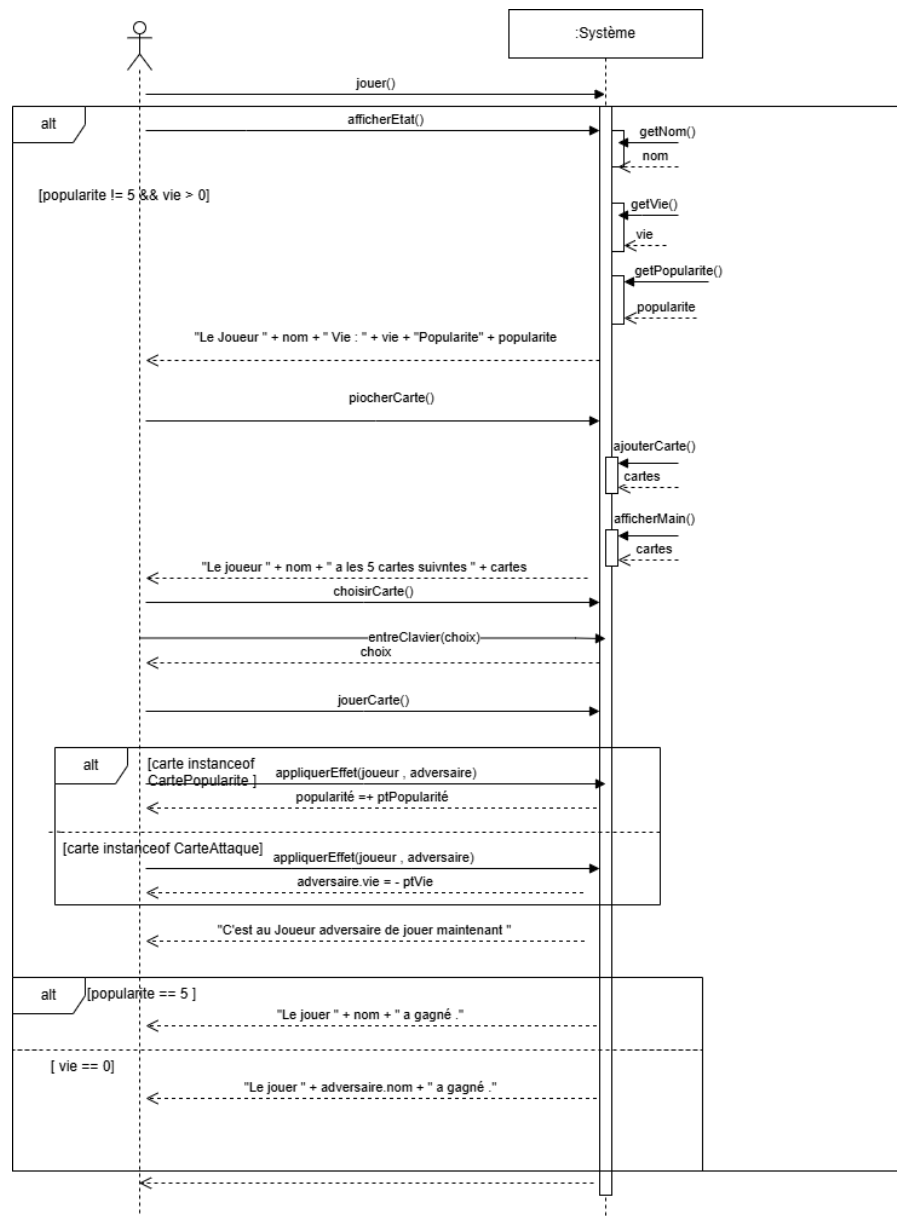 :Système
jouer()
alt
afficherEtat()
getNom()
nom
[popularite != 5 && vie > 0]
getVie()
vie
getPopularite()
popularite
"Le Joueur " + nom + " Vie : " + vie + "Popularite" + popularite
piocherCarte()
ajouterCarte()
cartes
afficherMain()
cartes
"Le joueur " + nom + " a les 5 cartes suivntes " + cartes
choisirCarte()
entreClavier(choix)
choix
jouerCarte()
alt
[carte instanceof
CartePopularite ]
appliquerEffet(joueur , adversaire)
popularité =+ ptPopularité
[carte instanceof CarteAttaque]
appliquerEffet(joueur , adversaire)
adversaire.vie = - ptVie
"C'est au Joueur adversaire de jouer maintenant "
alt
[popularite == 5 ]
"Le jouer " + nom + " a gagné ."
[ vie == 0]
"Le jouer " + adversaire.nom + " a gagné ."